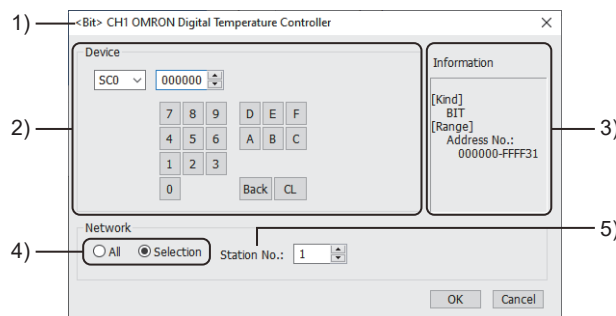 1) <Bit> CH1 OMRON Digital Temperature Controller
Device
SC0 000000
7 8 9 D E F
4 5 6 A B C
1 2 3
0 Back CL
2)
Information
[Kind]
BIT
[Range]
Address No.:
000000-FFFF31
3)
Network
4) All Selection Station No.: 1
5)
OK Cancel